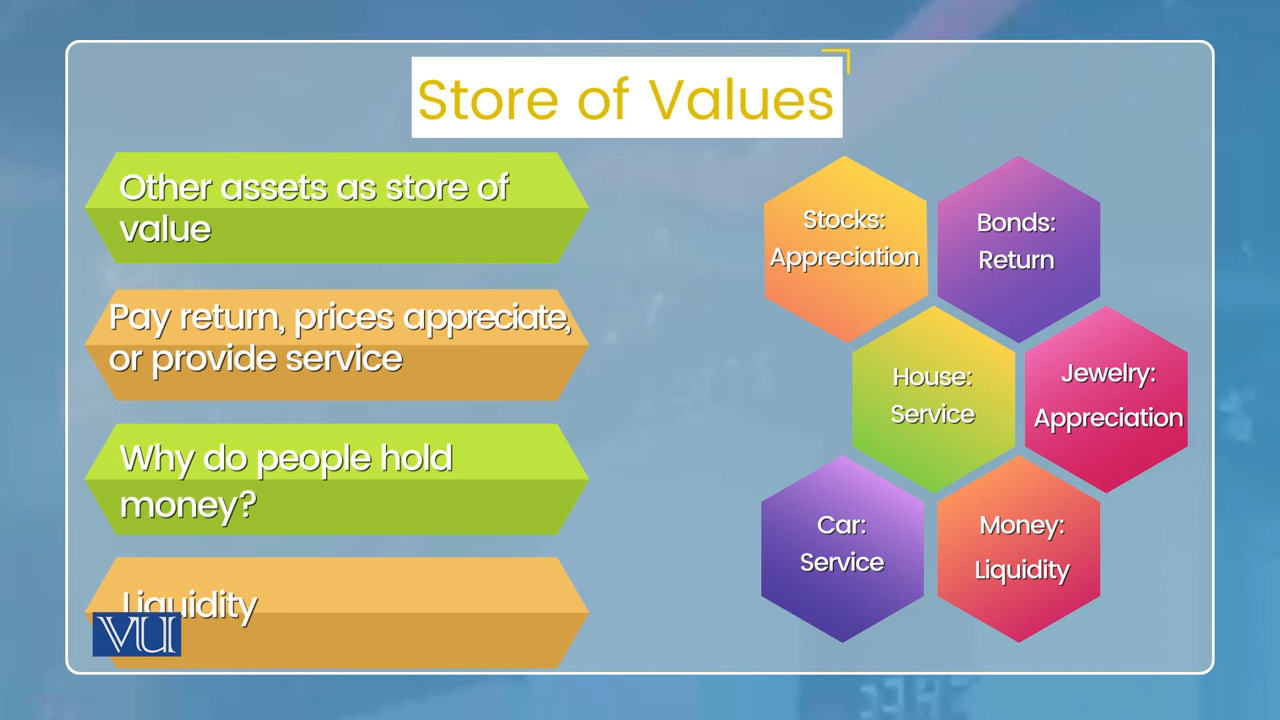 Store of Values
Other assets as store of
value
Pay return, prices appreciate,
or provide service
Why do people hold
money?
Liquidity
VU
Stocks:
Appreciation
Bonds:
Return
House:
Service
Jewelry:
Appreciation
Car:
Service
Money:
Liquidity